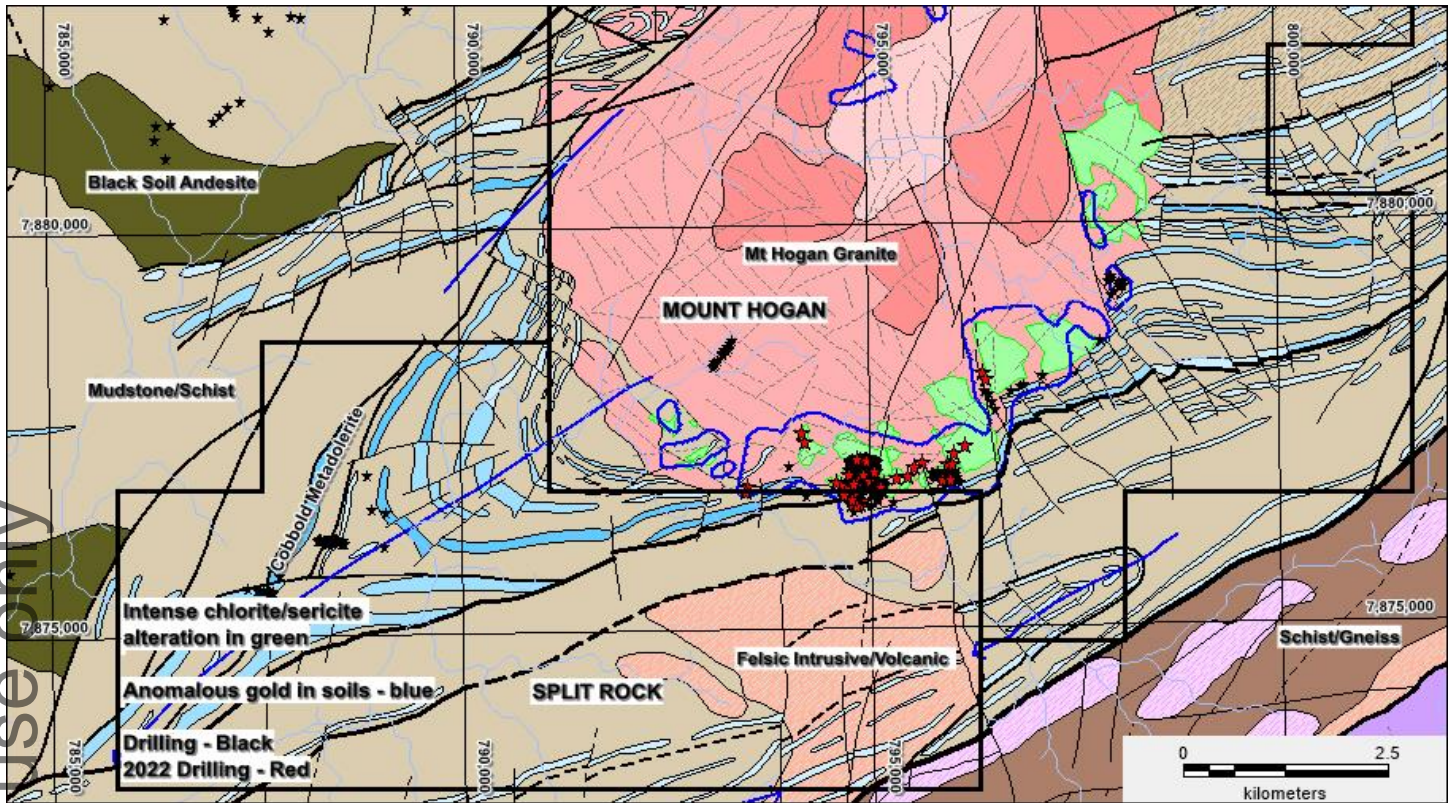 785,000
790,000
795,000
800,000
Black Soil Andesite
7,880,000
7,880,000
Mt Hogan Granite
MOUNT HOGAN
Mudstone/Schist
Cobbold Metadolerite
Intense chlorite/sericite
alteration in green
7,875,000
7,875,000
Schist/Gneiss
Felsic Intrusive/Volcanic
Anomalous gold in soils - blue
SPLIT ROCK
Drilling - Black
2022 Drilling - Red
785,000
790,000
795,000
0
2.5
kilometers
use only